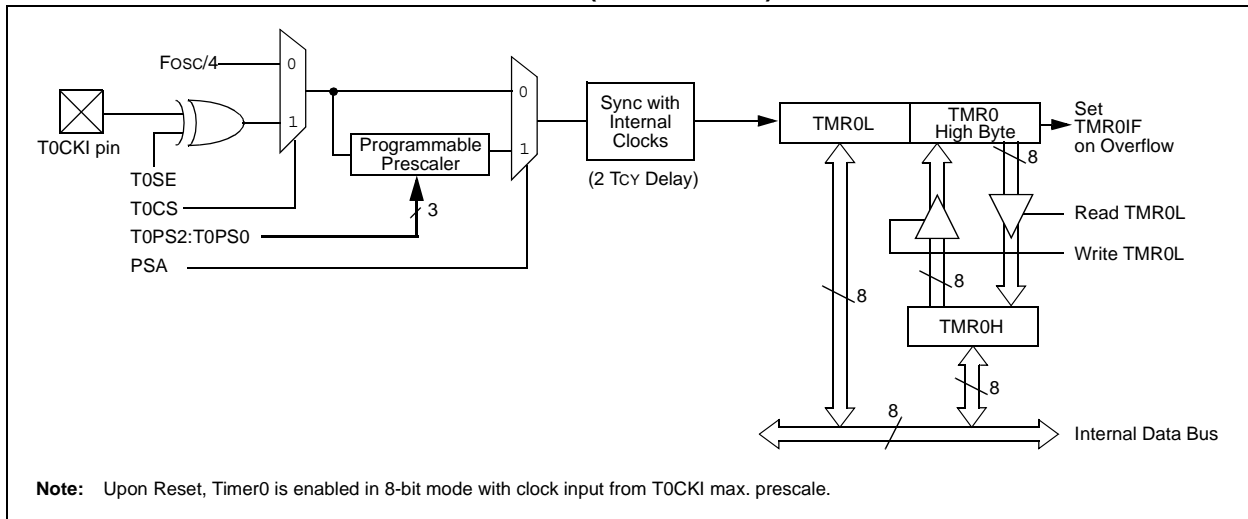 FOSC/4
0
1
T0CKI pin
T0SE
T0CS
T0PS2:T0PS0
PSA
Programmable
Prescaler
3
0
1
Sync with
Internal
Clocks
(2 TCY Delay)
TMR0L
TMR0
High Byte
Set
TMR0IF
on Overflow
8
Read TMR0L
Write TMR0L
8
8
TMR0H
8
8
Internal Data Bus
Note: Upon Reset, Timer0 is enabled in 8-bit mode with clock input from T0CKI max. prescale.